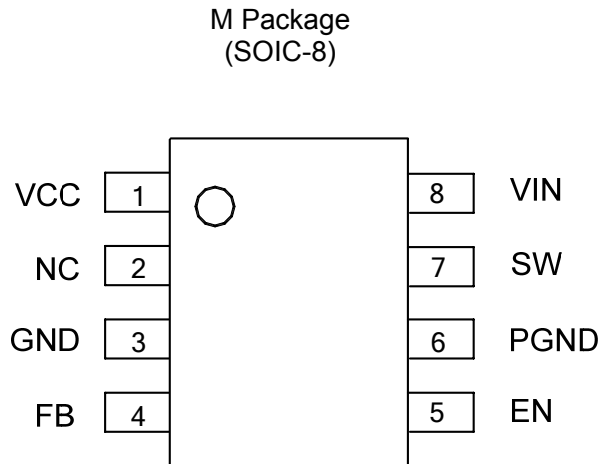 M Package
(SOIC-8)
VCC 1 8 VIN
NC 2 7 SW
GND 3 6 PGND
FB 4 5 EN